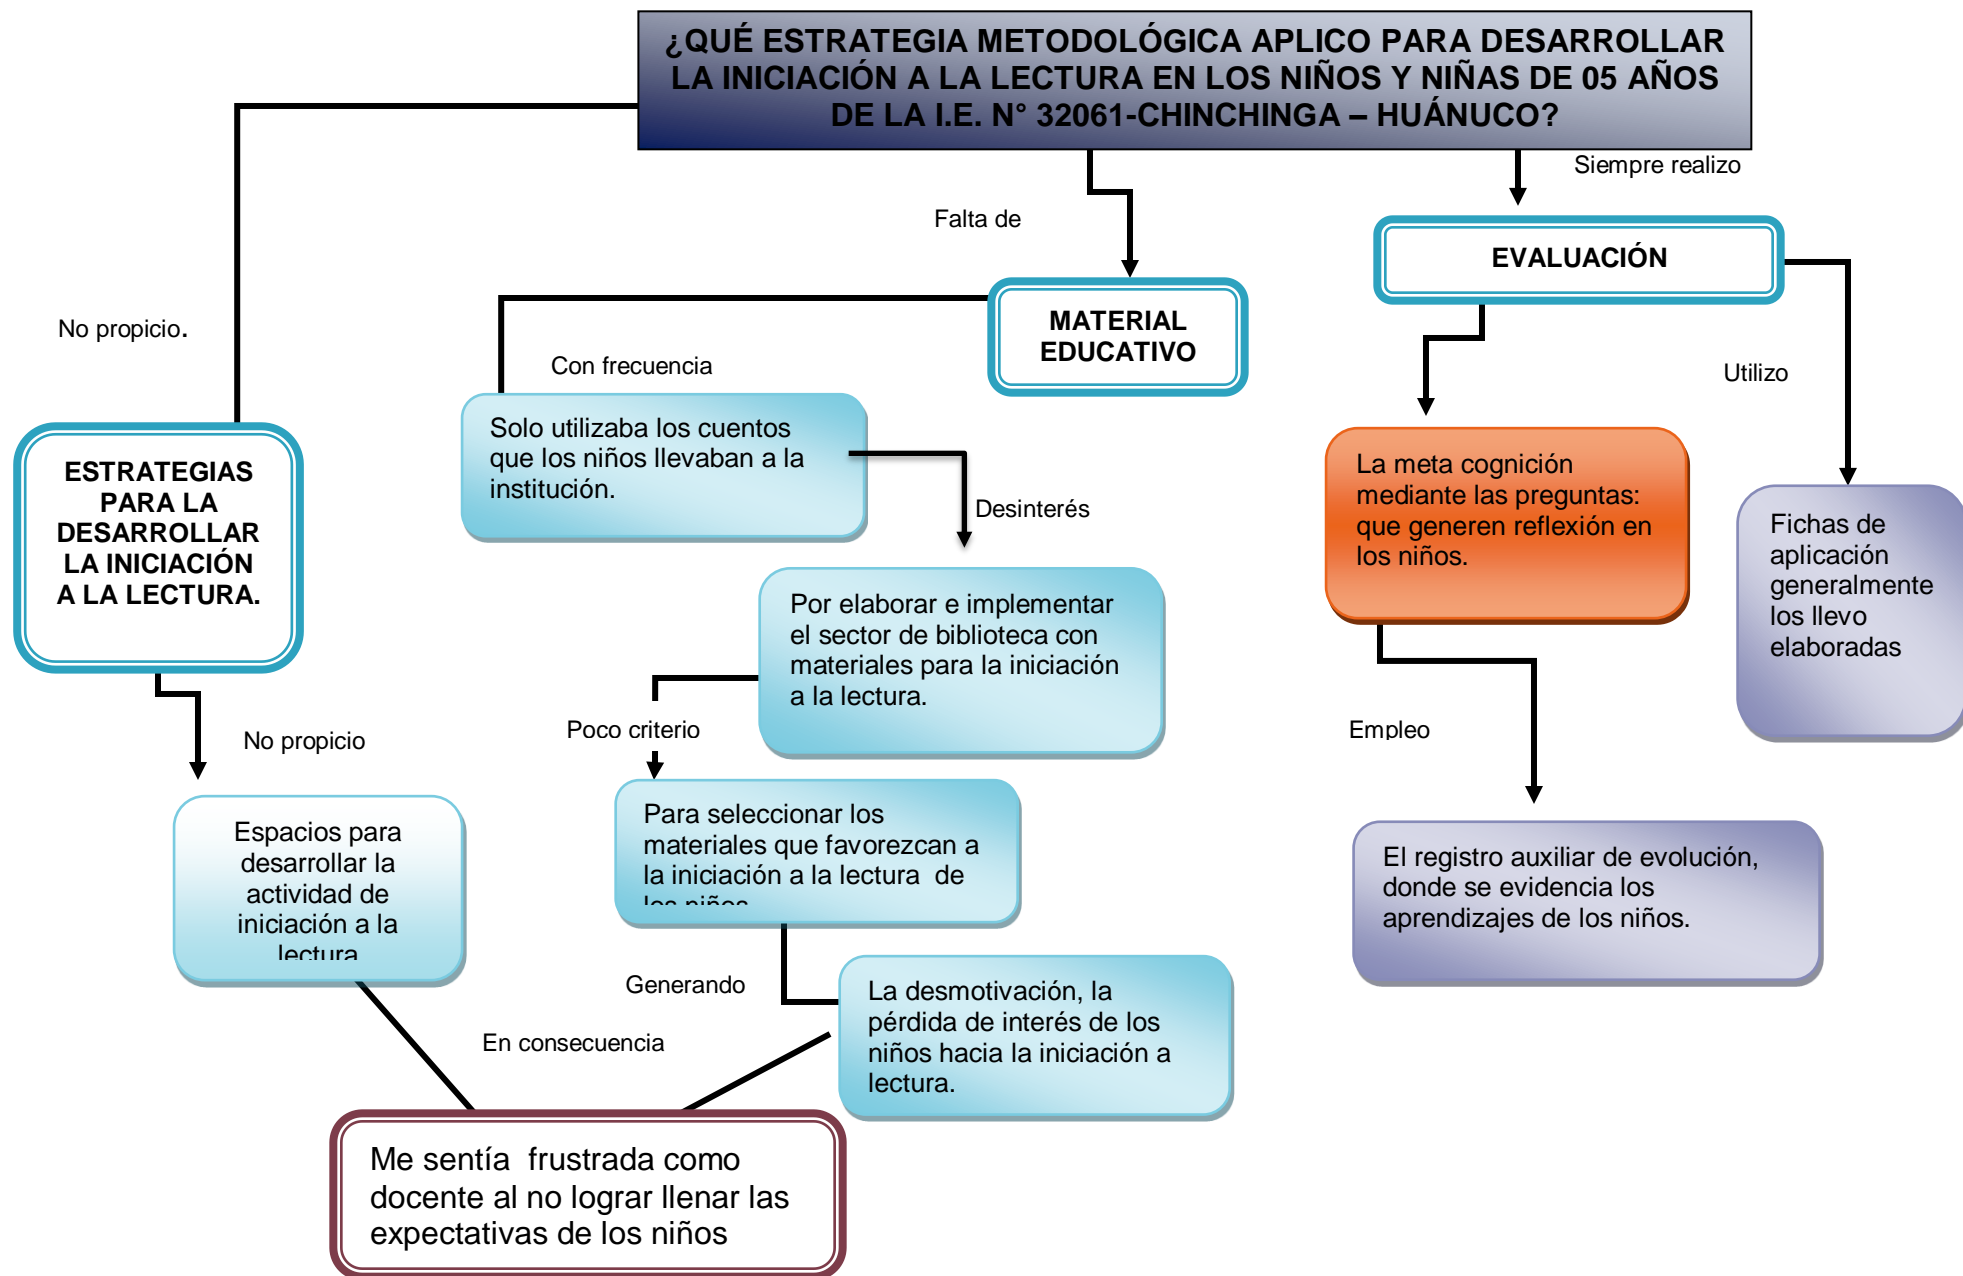 ¿QUÉ ESTRATEGIA METODOLÓGICA APLICO PARA DESARROLLAR
LA INICIACIÓN A LA LECTURA EN LOS NIÑOS Y NIÑAS DE 05 AÑOS
DE LA I.E. N° 32061-CHINCHINGA – HUÁNUCO?
No propicio.
Falta de
Siempre realizo
ESTRATEGIAS
PARA LA
DESARROLLAR
LA INICIACIÓN
A LA LECTURA.
No propicio
Espacios para
desarrollar la
actividad de
iniciación a la
lectura
MATERIAL
EDUCATIVO
Con frecuencia
Solo utilizaba los cuentos
que los niños llevaban a la
institución.
Desinterés
Por elaborar e implementar
el sector de biblioteca con
materiales para la iniciación
a la lectura.
Poco criterio
Para seleccionar los
materiales que favorezcan a
la iniciación a la lectura  de
los niños
Generando
La desmotivación, la
pérdida de interés de los
niños hacia la iniciación a
lectura.
En consecuencia
Me sentía  frustrada como
docente al no lograr llenar las
expectativas de los niños
EVALUACIÓN
Utilizo
La meta cognición
mediante las preguntas:
que generen reflexión en
los niños.
Fichas de
aplicación
generalmente
los llevo
elaboradas
Empleo
El registro auxiliar de evolución,
donde se evidencia los
aprendizajes de los niños.